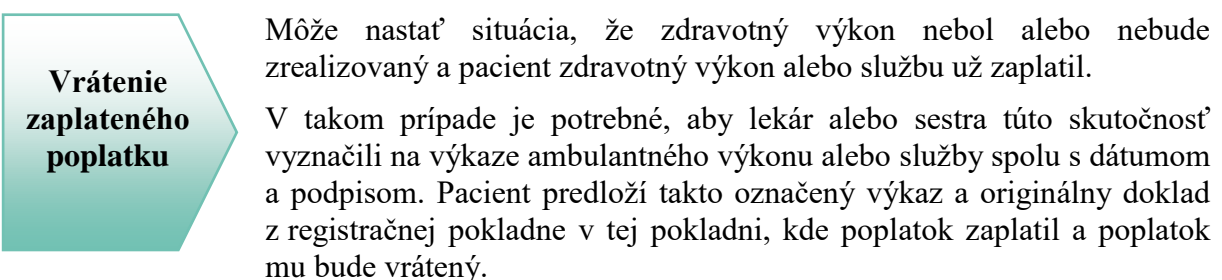 Vrátenie
zaplateného
poplatku
Môže nastať situácia, že zdravotný výkon nebol alebo nebude
zrealizovaný a pacient zdravotný výkon alebo službu už zaplatil.
V takom prípade je potrebné, aby lekár alebo sestra túto skutočnosť
vyznačili na výkaze ambulantného výkonu alebo služby spolu s dátumom
a podpisom. Pacient predloží takto označený výkaz a originálny doklad
z registračnej pokladne v tej pokladni, kde poplatok zaplatil a poplatok
mu bude vrátený.